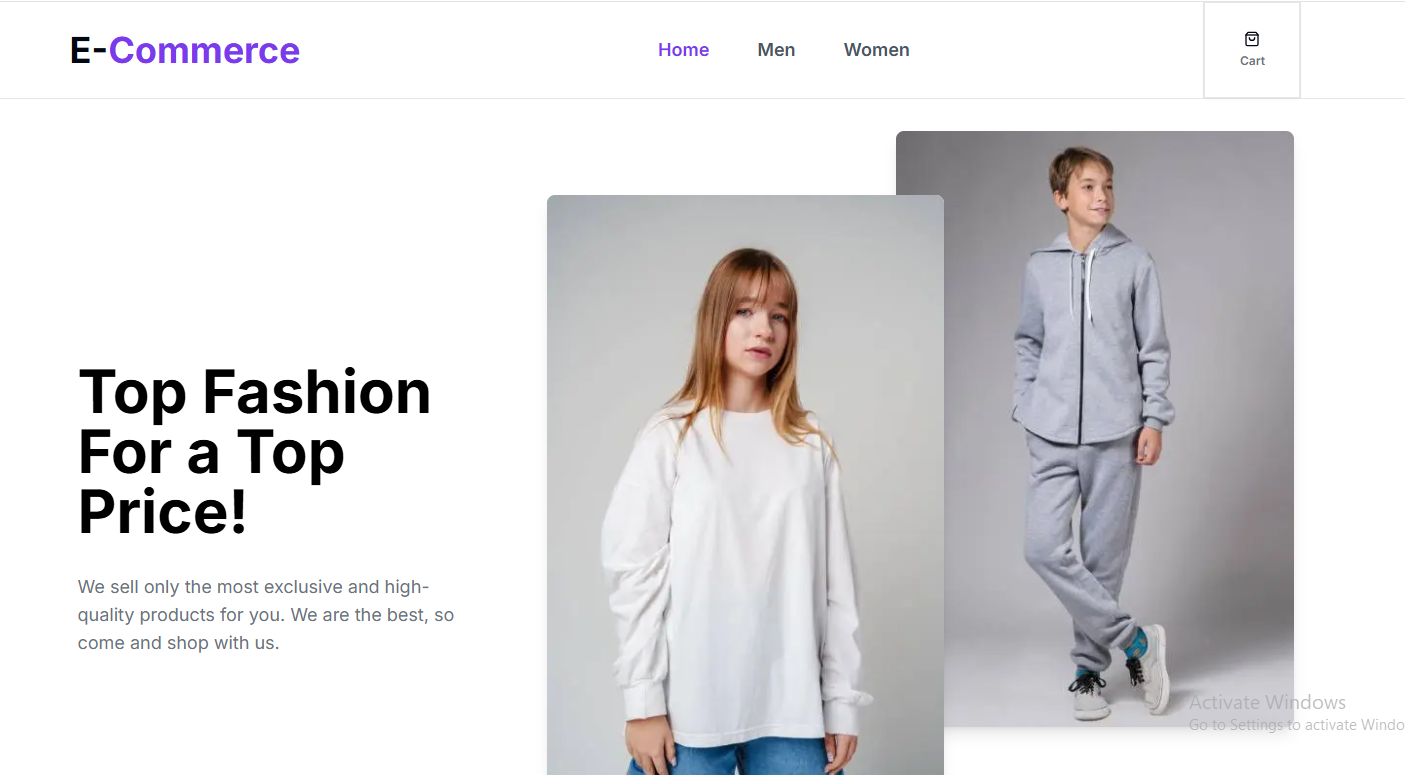 E-Commerce
Home
Men
Women
Cart
Top Fashion
For a Top
Price!
We sell only the most exclusive and high-
quality products for you. We are the best, so
come and shop with us.
Activate Windows
Go to Settings to activate Windo